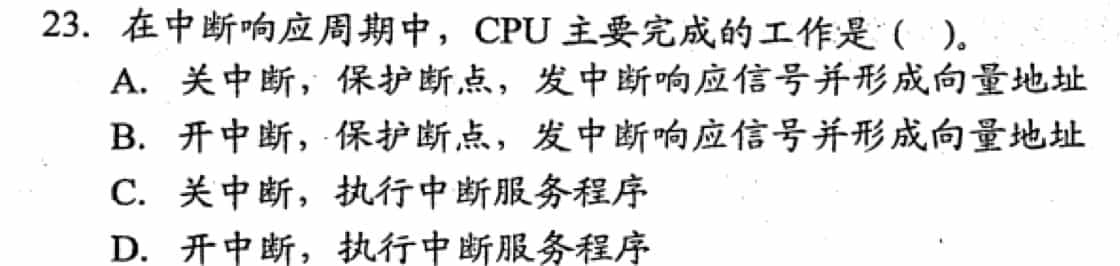 23. 在中断响应周期中，CPU 主要完成的工作是（ ）。
A. 关中断，保护断点，发中断响应信号并形成向量地址
B. 开中断，保护断点，发中断响应信号并形成向量地址
C. 关中断，执行中断服务程序
D. 开中断，执行中断服务程序